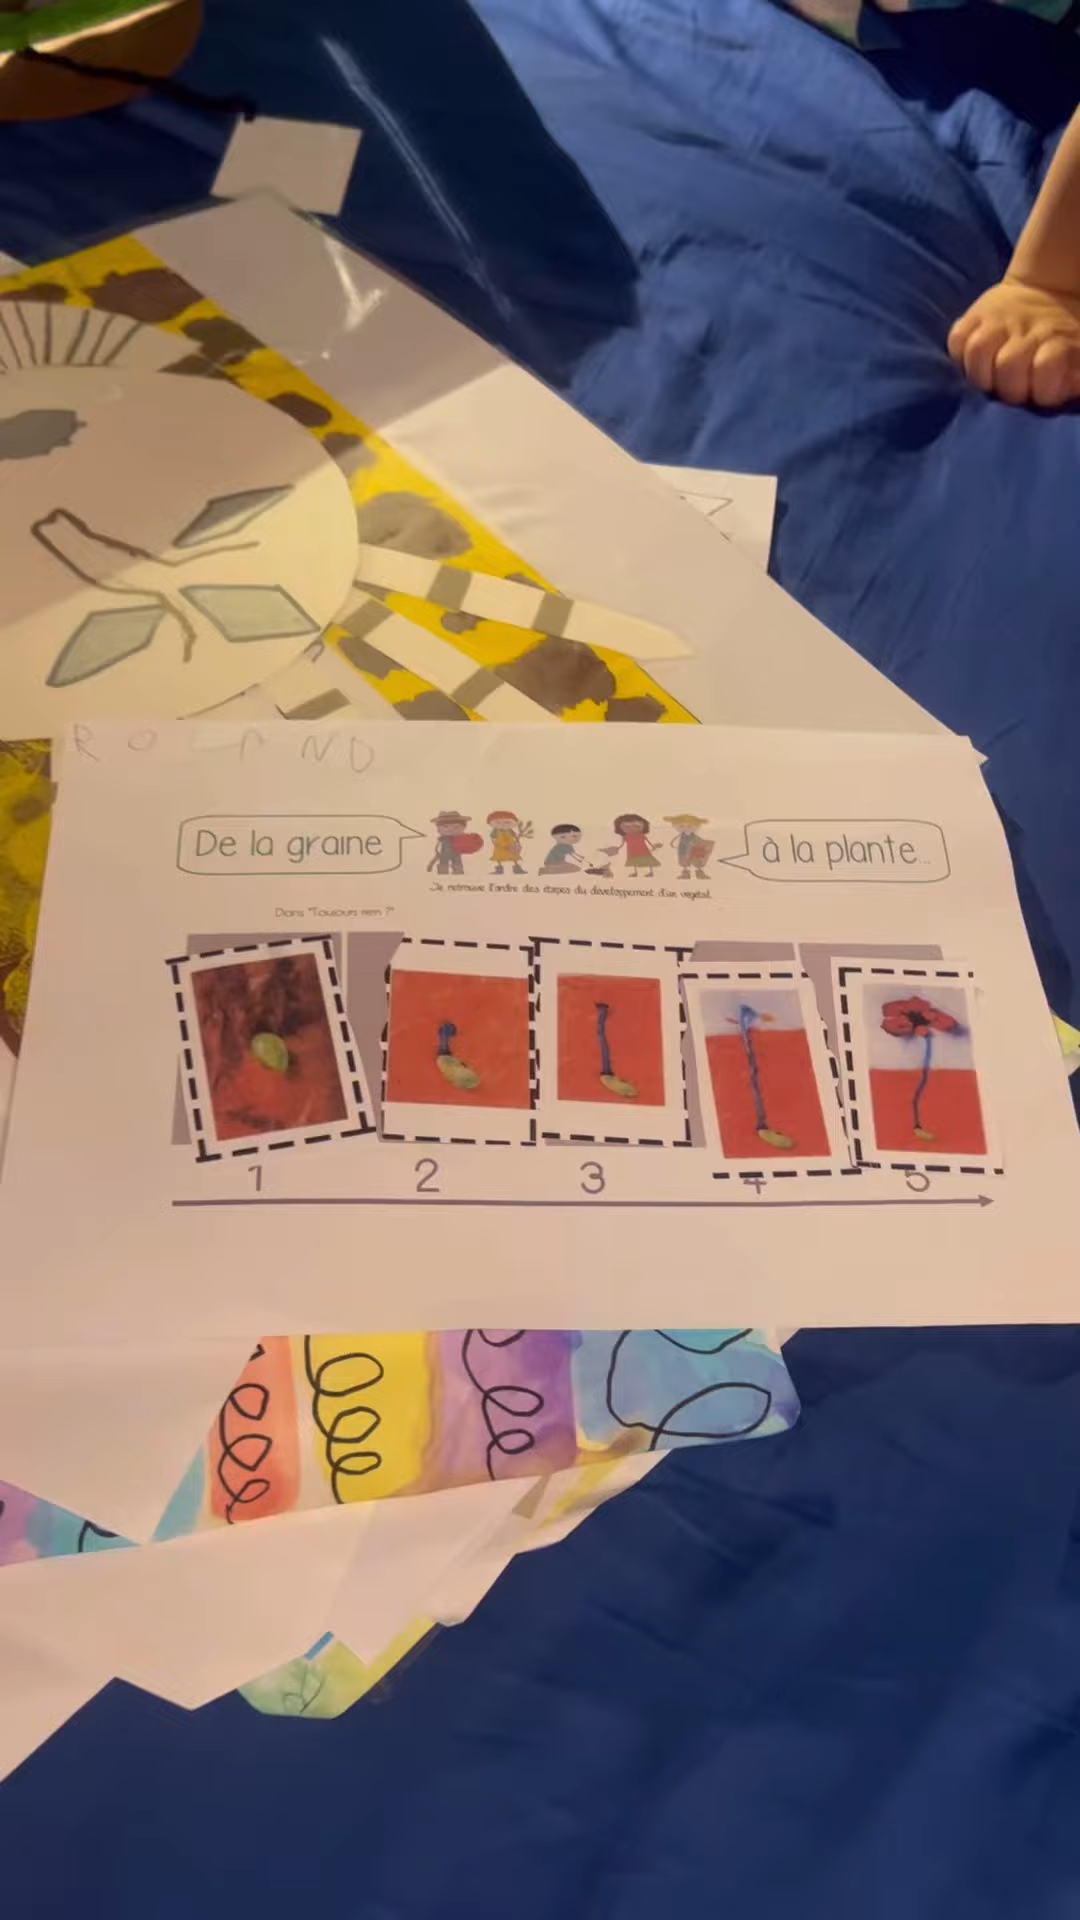 ROLAND
De la graine
à la plante...
Je retrouve l'ordre des étapes du développement d'un végétal.
Dans "Toujours rien ?"
1 2 3 4 5